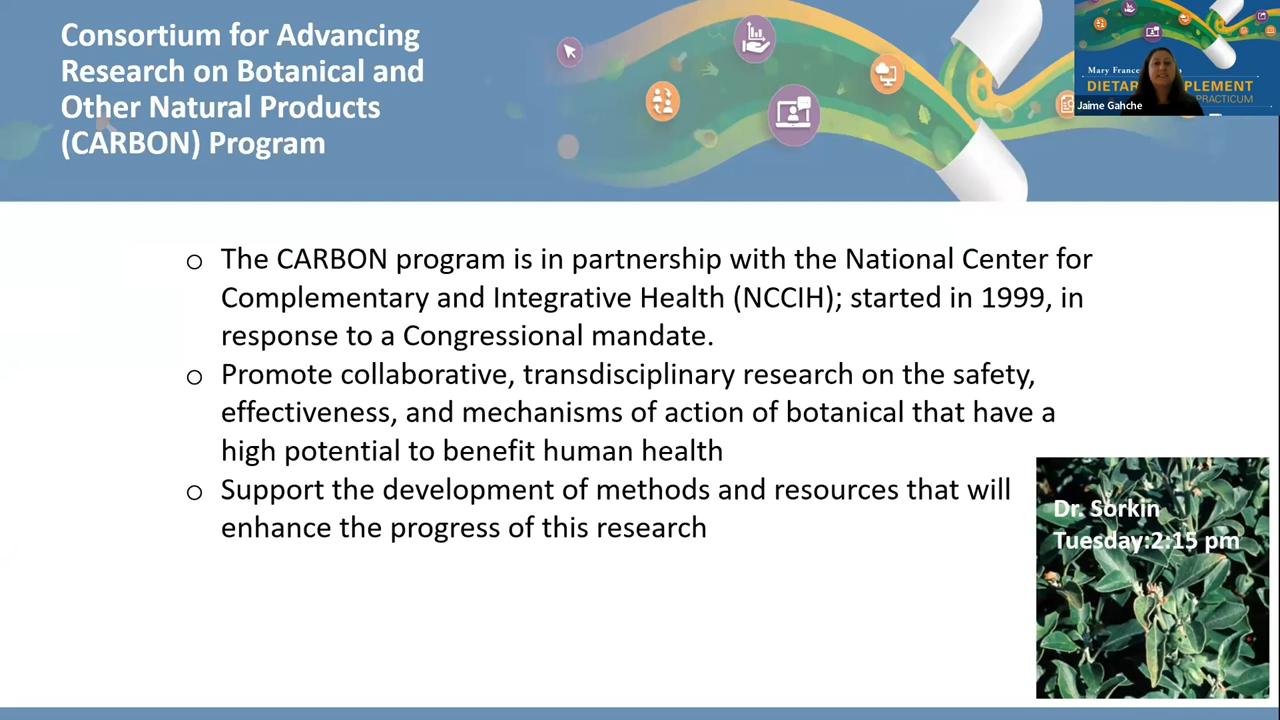 Consortium for Advancing
Research on Botanical and
Other Natural Products
(CARBON) Program
Mary France
DIETAR
PLEMENT
PRACTICUM
Jaime Gahche
The CARBON program is in partnership with the National Center for
Complementary and Integrative Health (NCCIH); started in 1999, in
response to a Congressional mandate.
Promote collaborative, transdisciplinary research on the safety,
effectiveness, and mechanisms of action of botanical that have a
high potential to benefit human health
Support the development of methods and resources that will
enhance the progress of this research
Dr. Sorkin
Tuesday:2:15 pm